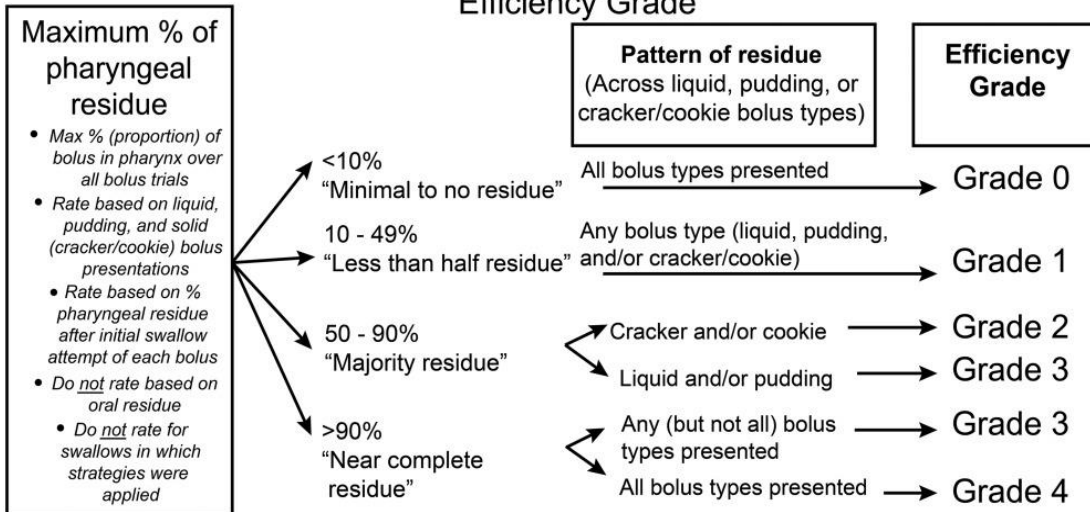 Efficiency Grade
Maximum % of
pharyngeal
residue
• Max % (proportion) of
bolus in pharynx over
all bolus trials
• Rate based on liquid,
pudding, and solid
(cracker/cookie) bolus
presentations
• Rate based on %
pharyngeal residue
after initial swallow
attempt of each bolus
• Do not rate based on
oral residue
• Do not rate for
swallows in which
strategies were
applied
Pattern of residue
(Across liquid, pudding, or
cracker/cookie bolus types)
Efficiency
Grade
<10%
“Minimal to no residue”
All bolus types presented
Grade 0
10 - 49%
“Less than half residue”
Any bolus type (liquid, pudding,
and/or cracker/cookie)
Grade 1
50 - 90%
“Majority residue”
Cracker and/or cookie
Grade 2
Liquid and/or pudding
Grade 3
>90%
“Near complete
residue”
Any (but not all) bolus
types presented
Grade 3
All bolus types presented
Grade 4